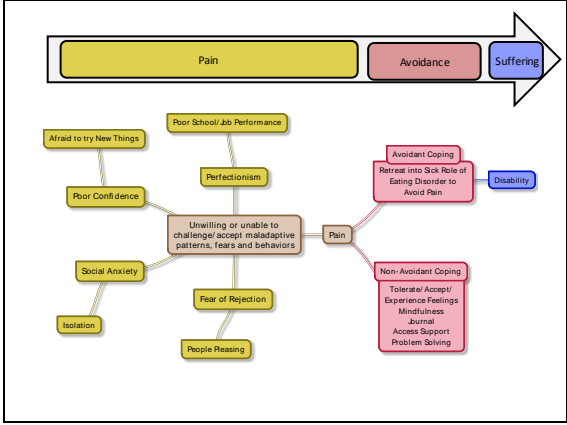 Pain
Avoidance
Suffering
Poor School/Job Performance
Afraid to try New Things
Perfectionism
Poor Confidence
Unwilling or unable to
challenge/ accept maladaptive
patterns, fears and behaviors
Social Anxiety
Isolation
Fear of Rejection
People Pleasing
Pain
Avoidant Coping
Retreat into Sick Role of
Eating Disorder to
Avoid Pain
Disability
Non-Avoidant Coping
Tolerate/ Accept/
Experience Feelings
Mindfulness
Journal
Access Support
Problem Solving